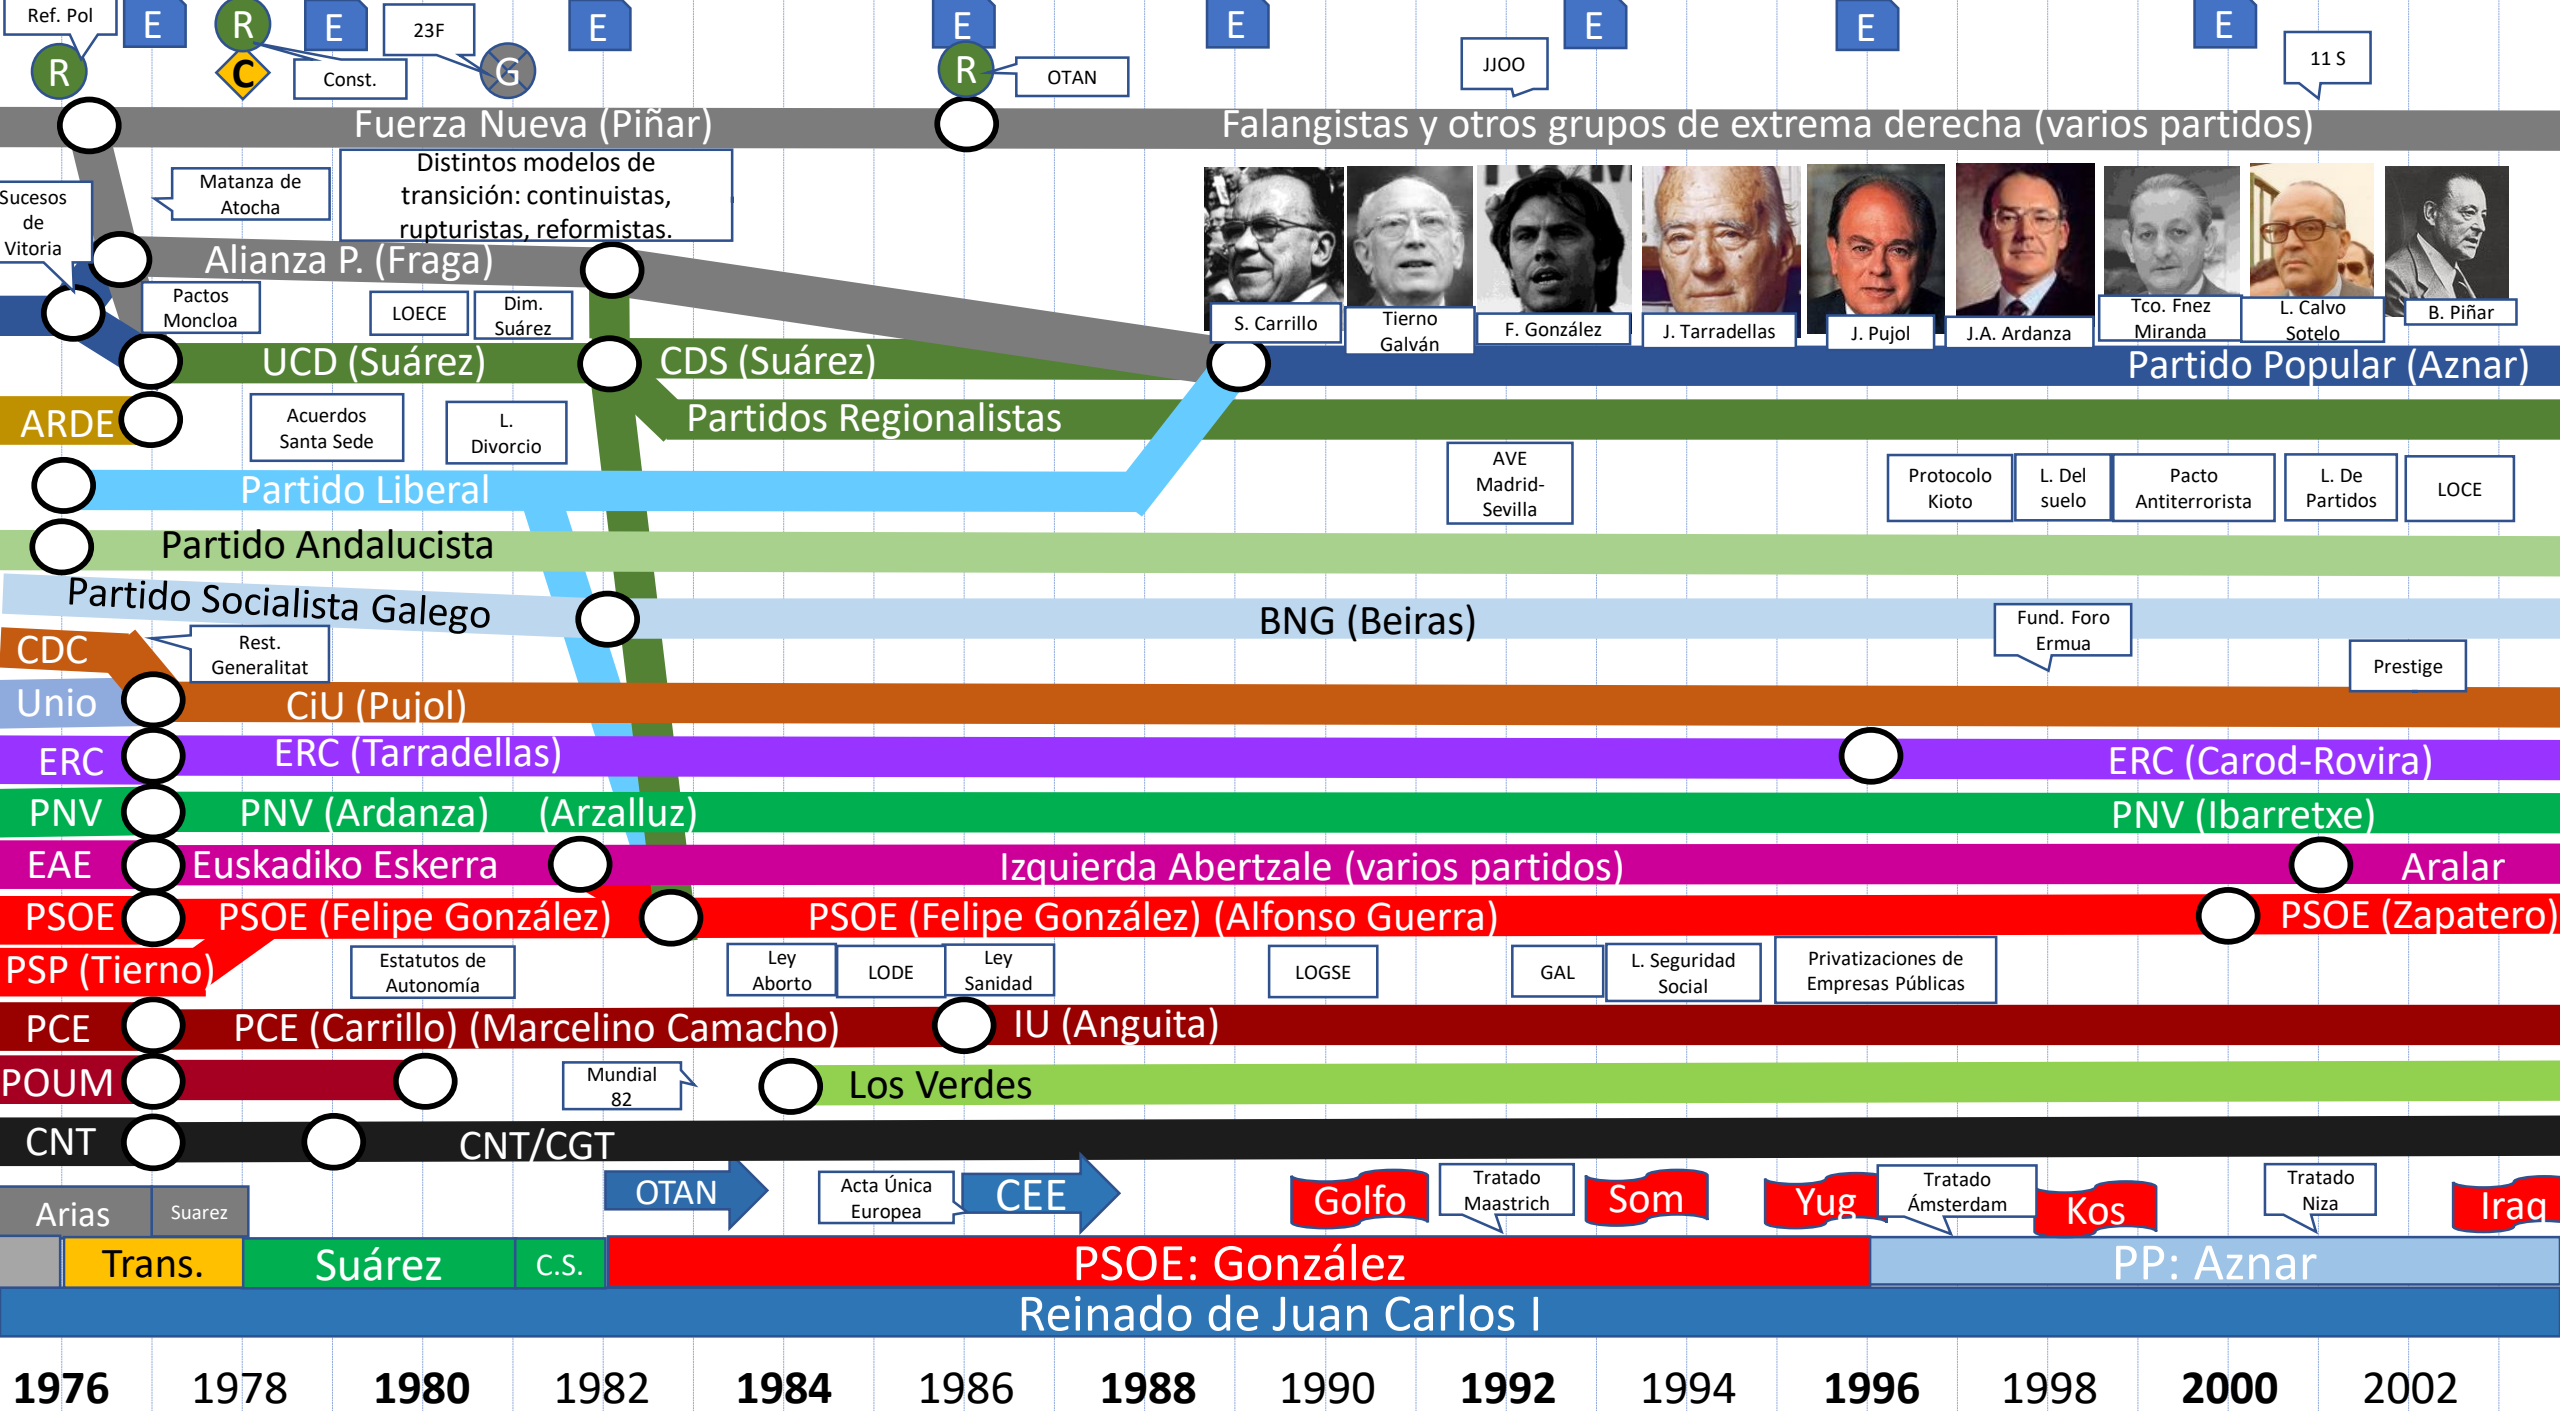 Ref. Pol
E
R
E
23F
E
E
E
E
E
E
R
C
Const.
G
R
OTAN
JJOO
11 S
Fuerza Nueva (Piñar)
Falangistas y otros grupos de extrema derecha (varios partidos)
Sucesos
de
Vitoria
Matanza de
Atocha
Distintos modelos de
transición: continuistas,
rupturistas, reformistas.
Alianza P. (Fraga)
Pactos
Moncloa
LOECE
Dim.
Suárez
S. Carrillo
Tierno
Galván
F. González
J. Tarradellas
J. Pujol
J.A. Ardanza
Tco. Fnez
Miranda
L. Calvo
Sotelo
B. Piñar
UCD (Suárez)
CDS (Suárez)
Partido Popular (Aznar)
ARDE
Acuerdos
Santa Sede
L.
Divorcio
Partidos Regionalistas
AVE
Madrid-
Sevilla
Protocolo
Kioto
L. Del
suelo
Pacto
Antiterrorista
L. De
Partidos
LOCE
Partido Liberal
Partido Andalucista
Partido Socialista Galego
BNG (Beiras)
Fund. Foro
Ermua
Prestige
CDC
Rest.
Generalitat
Unio
CiU (Pujol)
ERC
ERC (Tarradellas)
ERC (Carod-Rovira)
PNV
PNV (Ardanza)
(Arzalluz)
PNV (Ibarretxe)
EAE
Euskadiko Eskerra
Izquierda Abertzale (varios partidos)
Aralar
PSOE
PSOE (Felipe González)
PSOE (Felipe González) (Alfonso Guerra)
PSOE (Zapatero)
PSP (Tierno)
Estatutos de
Autonomía
Ley
Aborto
LODE
Ley
Sanidad
LOGSE
GAL
L. Seguridad
Social
Privatizaciones de
Empresas Públicas
PCE
PCE (Carrillo) (Marcelino Camacho)
IU (Anguita)
POUM
Mundial
82
Los Verdes
CNT
CNT/CGT
Arias
Suarez
OTAN
Acta Única
Europea
CEE
Golfo
Tratado
Maastrich
Som
Yug
Tratado
Ámsterdam
Kos
Tratado
Niza
Iraq
Trans.
Suárez
C.S.
PSOE: González
PP: Aznar
Reinado de Juan Carlos I
1976
1978
1980
1982
1984
1986
1988
1990
1992
1994
1996
1998
2000
2002